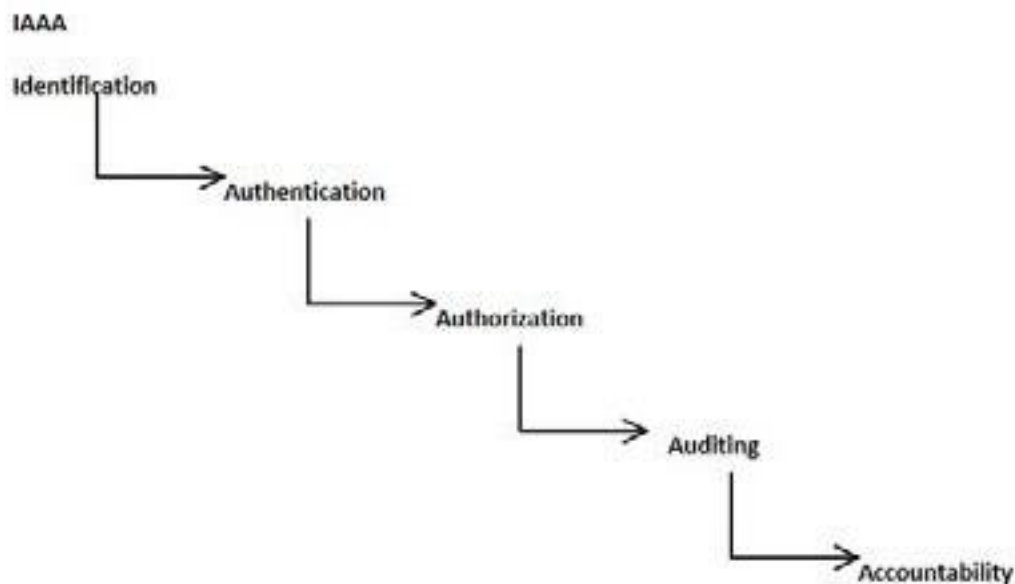 IAAA
Identification
Authentication
Authorization
Auditing
Accountability